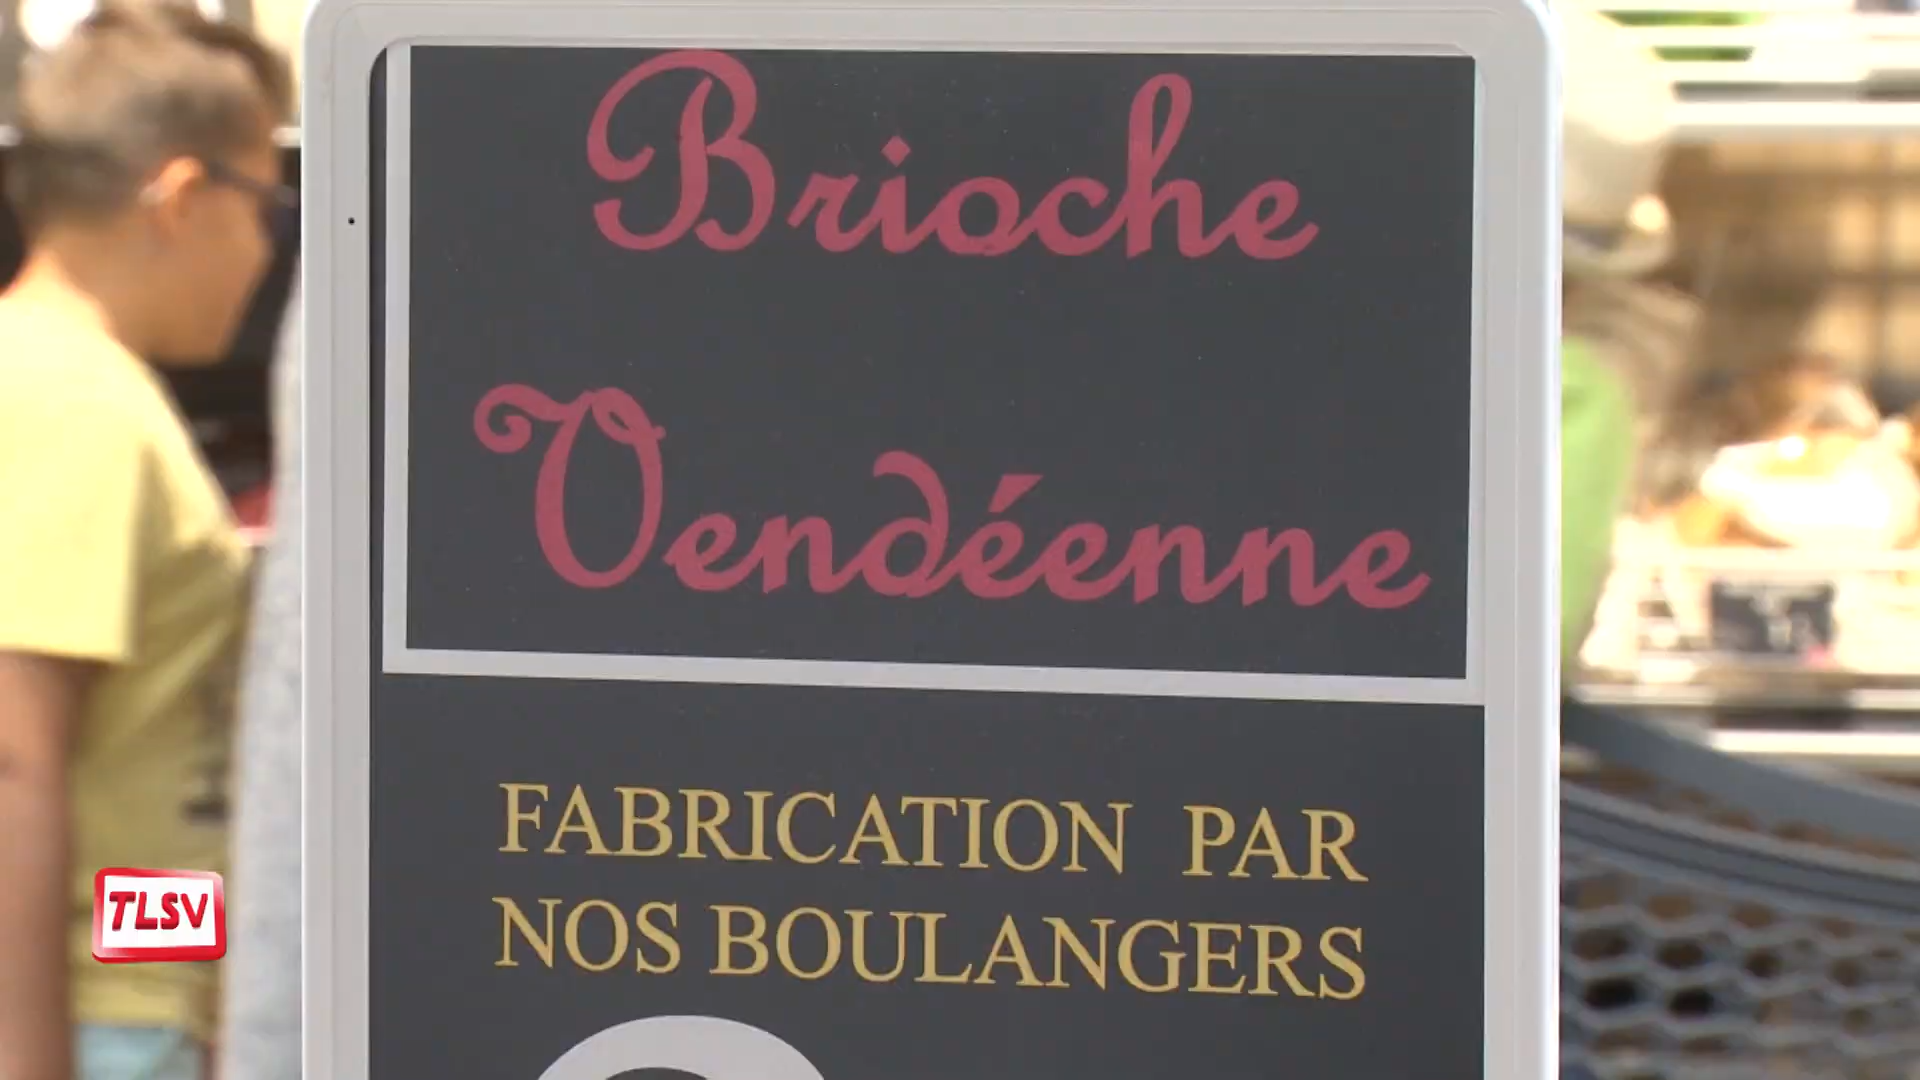 Brioche
Vendéenne
FABRICATION PAR
NOS BOULANGERS
TLSV